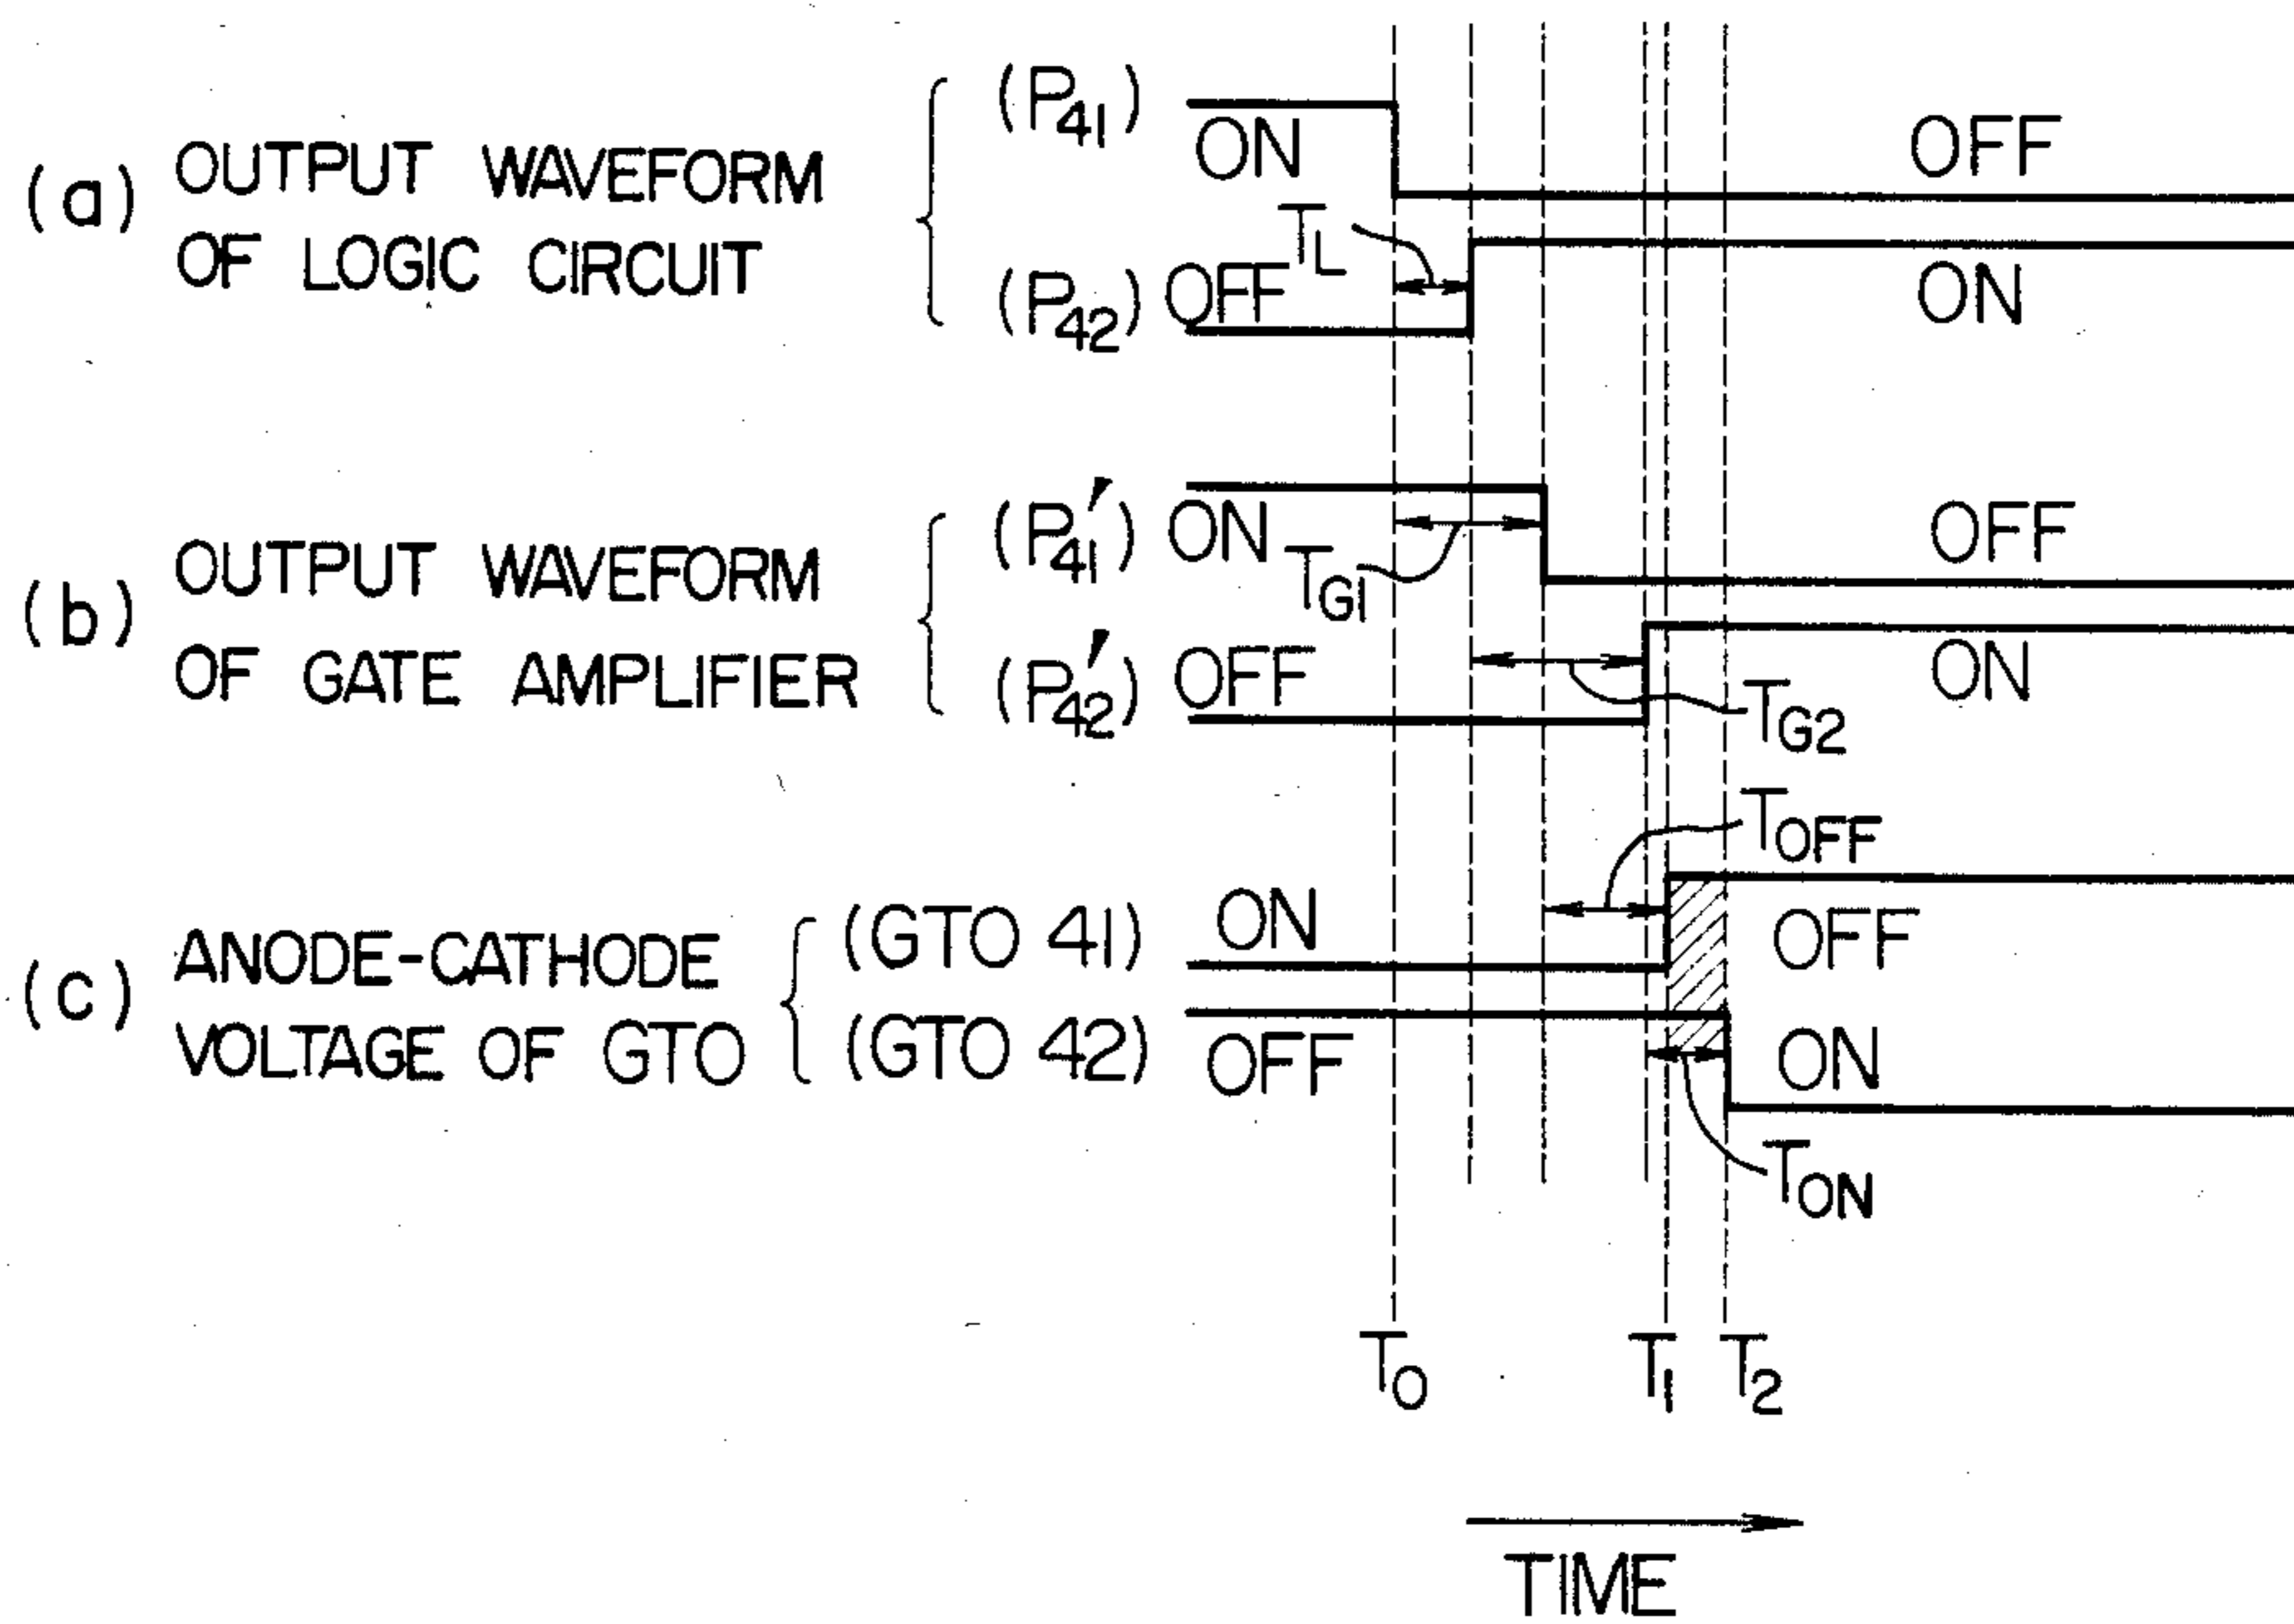 (a) OUTPUT WAVEFORM
OF LOGIC CIRCUIT
(P41) ON OFF
TL
(P42) OFF ON
(b) OUTPUT WAVEFORM
OF GATE AMPLIFIER
(P41') ON OFF
TG1
(P42') OFF ON
TG2
TOFF
(c) ANODE-CATHODE
VOLTAGE OF GTO
(GTO 41) ON OFF
(GTO 42) OFF ON
TON
T0 T1 T2
TIME